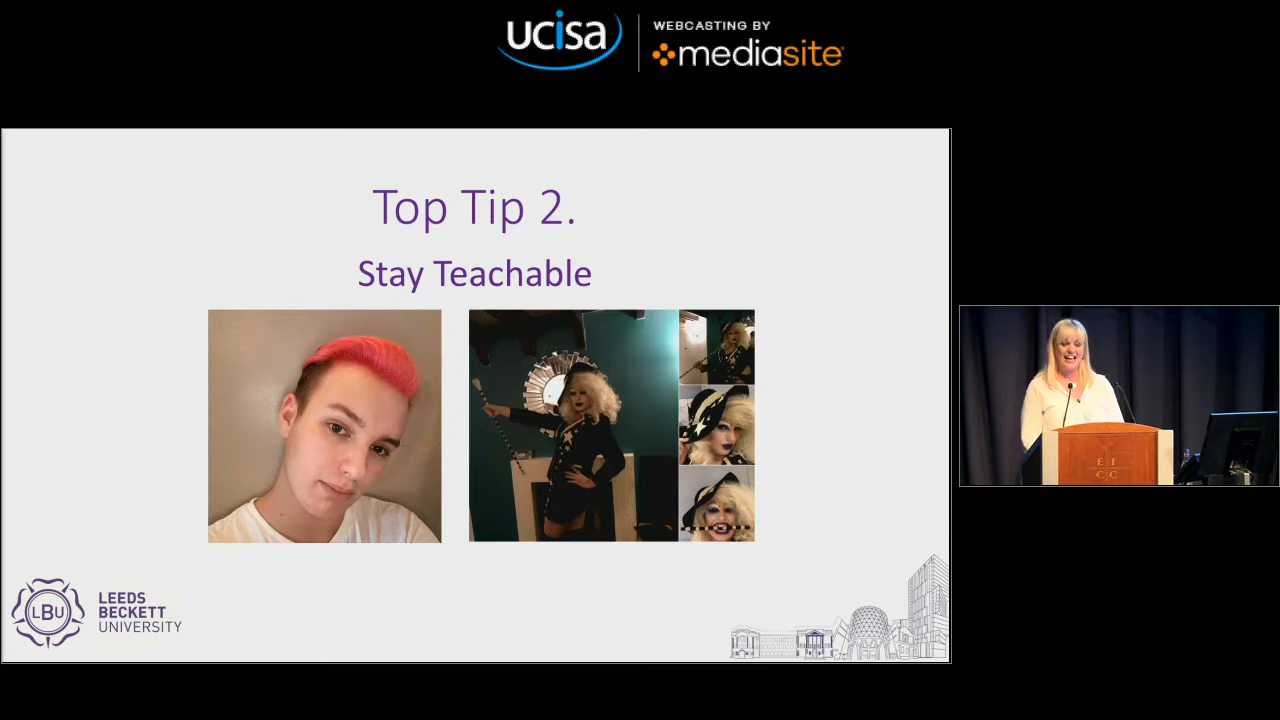 ucisa
WEBCASTING BY
mediasite
Top Tip 2.
Stay Teachable
LBU
LEEDS
BECKETT
UNIVERSITY
E I
C C